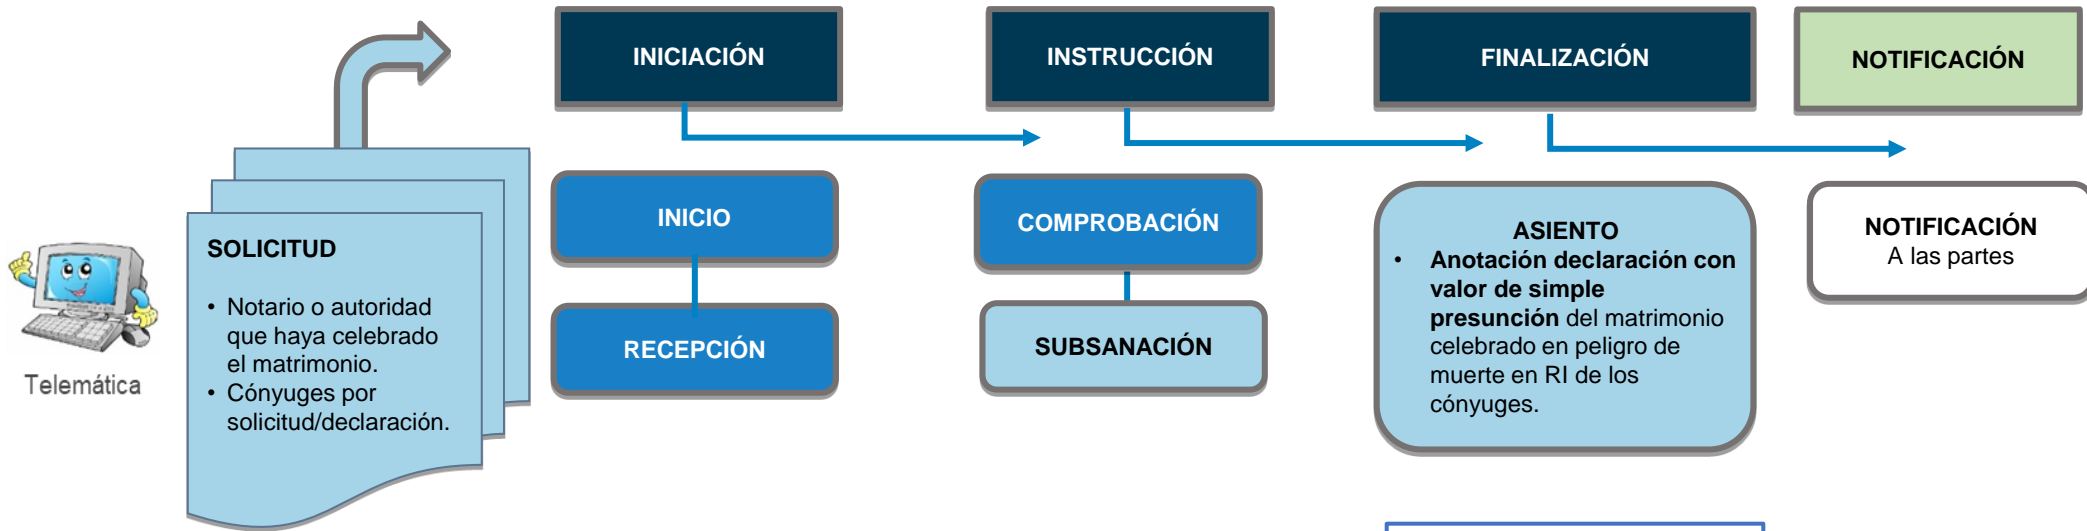 INICIACIÓN
INSTRUCCIÓN
FINALIZACIÓN
NOTIFICACIÓN
Telemática
SOLICITUD
• Notario o autoridad
que haya celebrado
el matrimonio.
• Cónyuges por
solicitud/declaración.
INICIO
RECEPCIÓN
COMPROBACIÓN
SUBSANACIÓN
ASIENTO
• Anotación declaración con
valor de simple
presunción del matrimonio
celebrado en peligro de
muerte en RI de los
cónyuges.
NOTIFICACIÓN
A las partes